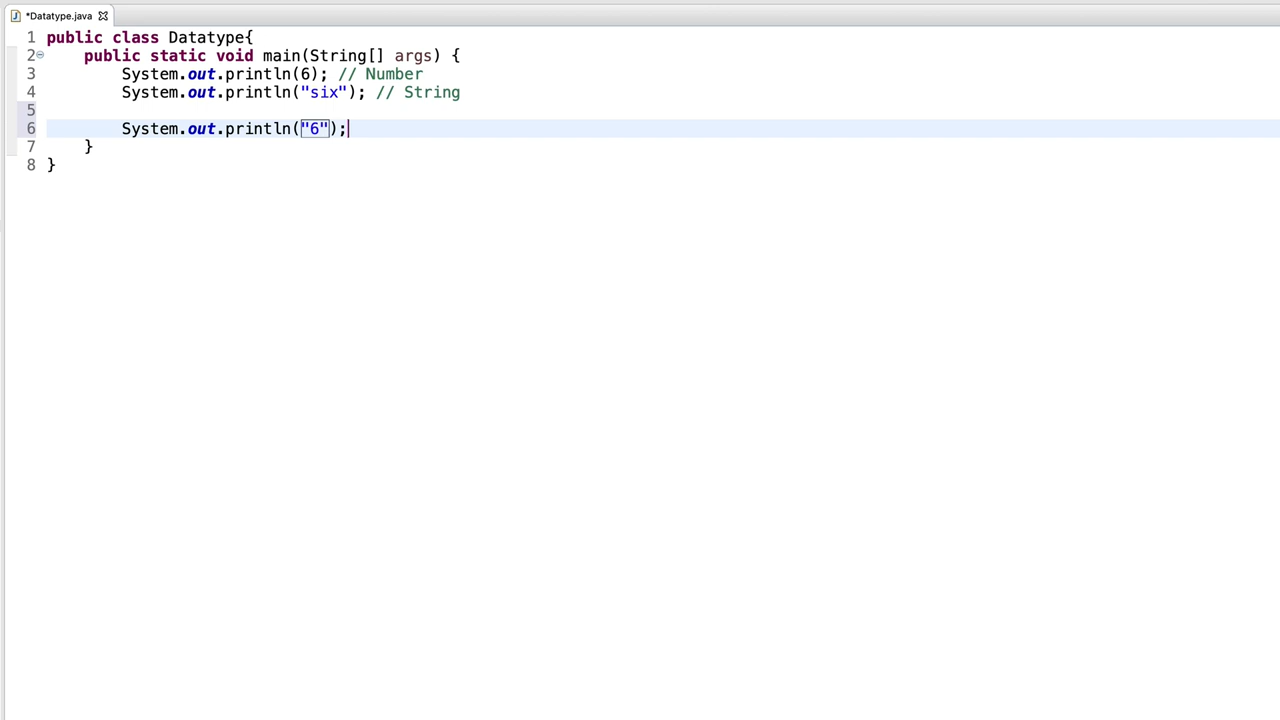 *Datatype.java
1 public class Datatype{
2 public static void main(String[] args) {
3 System.out.println(6); // Number
4 System.out.println("six"); // String
5
6 System.out.println("6");
7 }
8 }